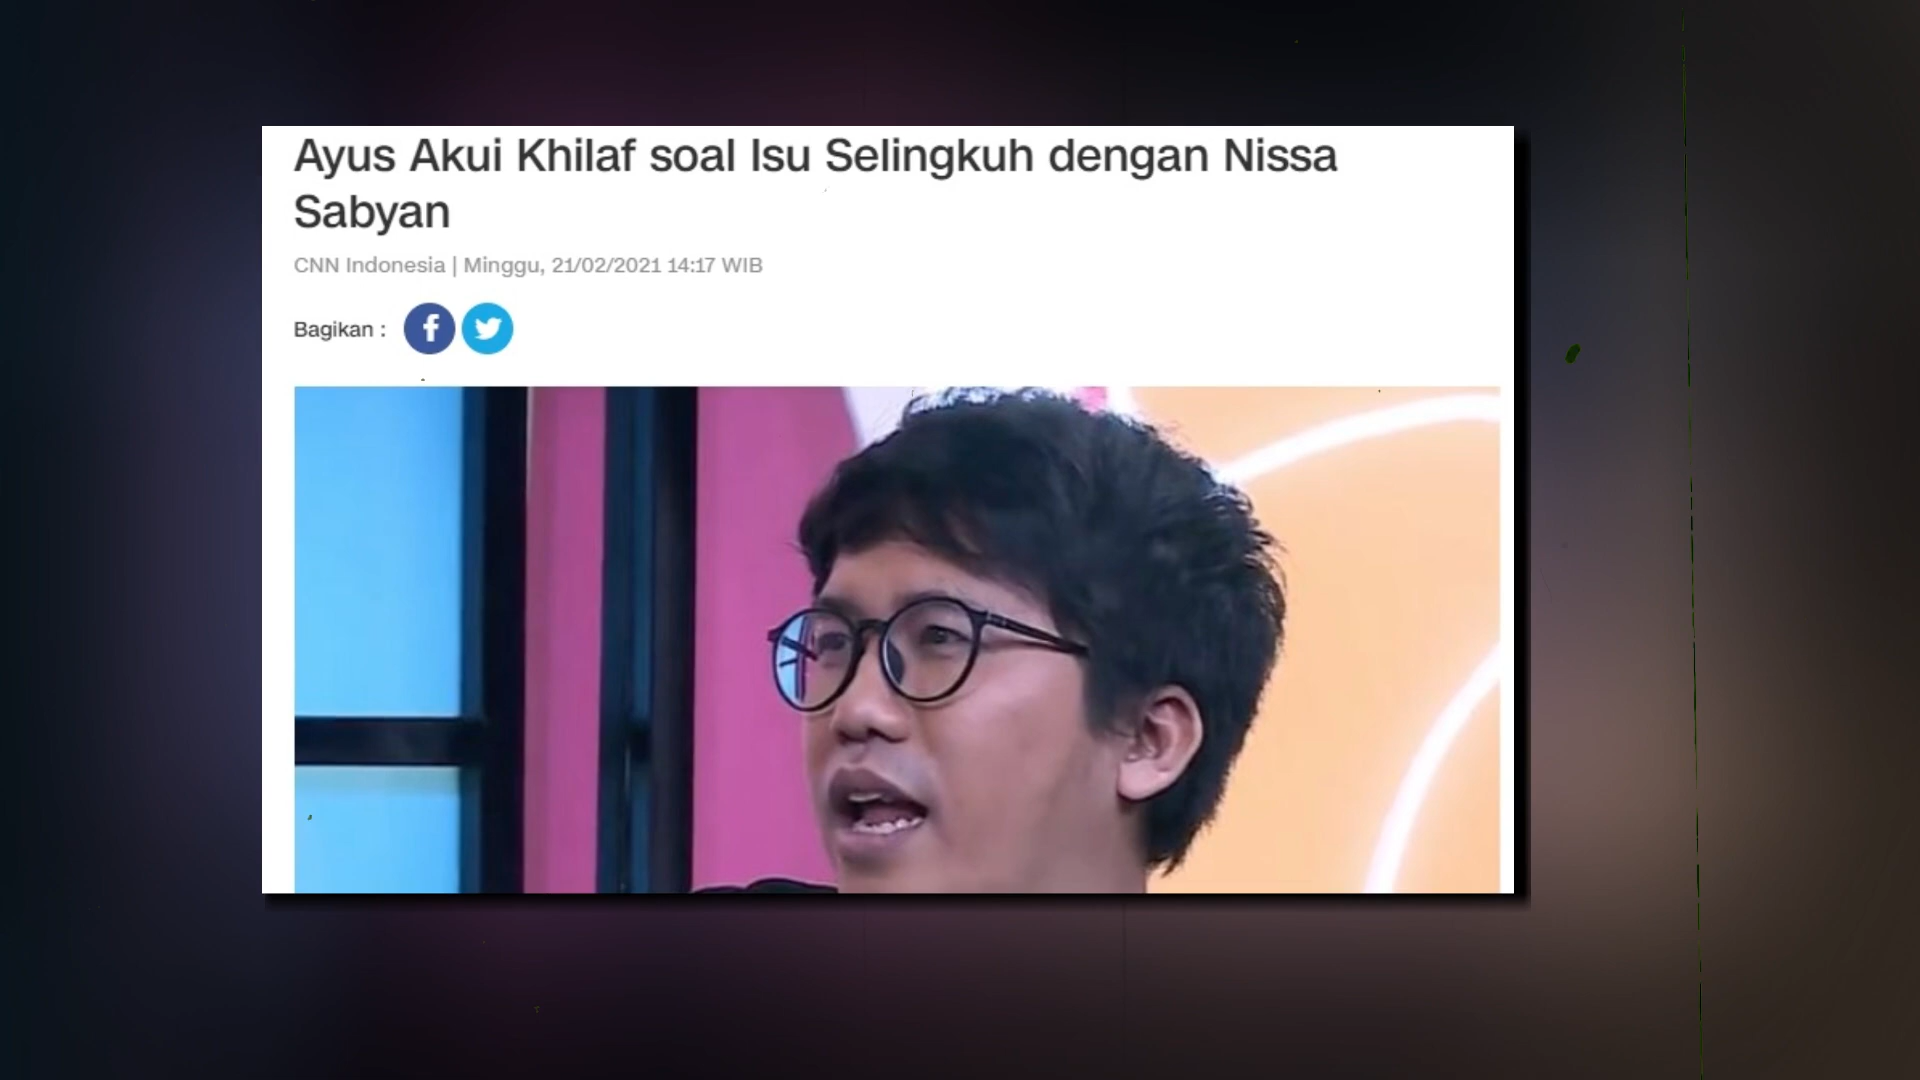 Ayus Akui Khilaf soal Isu Selingkuh dengan Nissa
Sabyan
CNN Indonesia | Minggu, 21/02/2021 14:17 WIB
Bagikan :